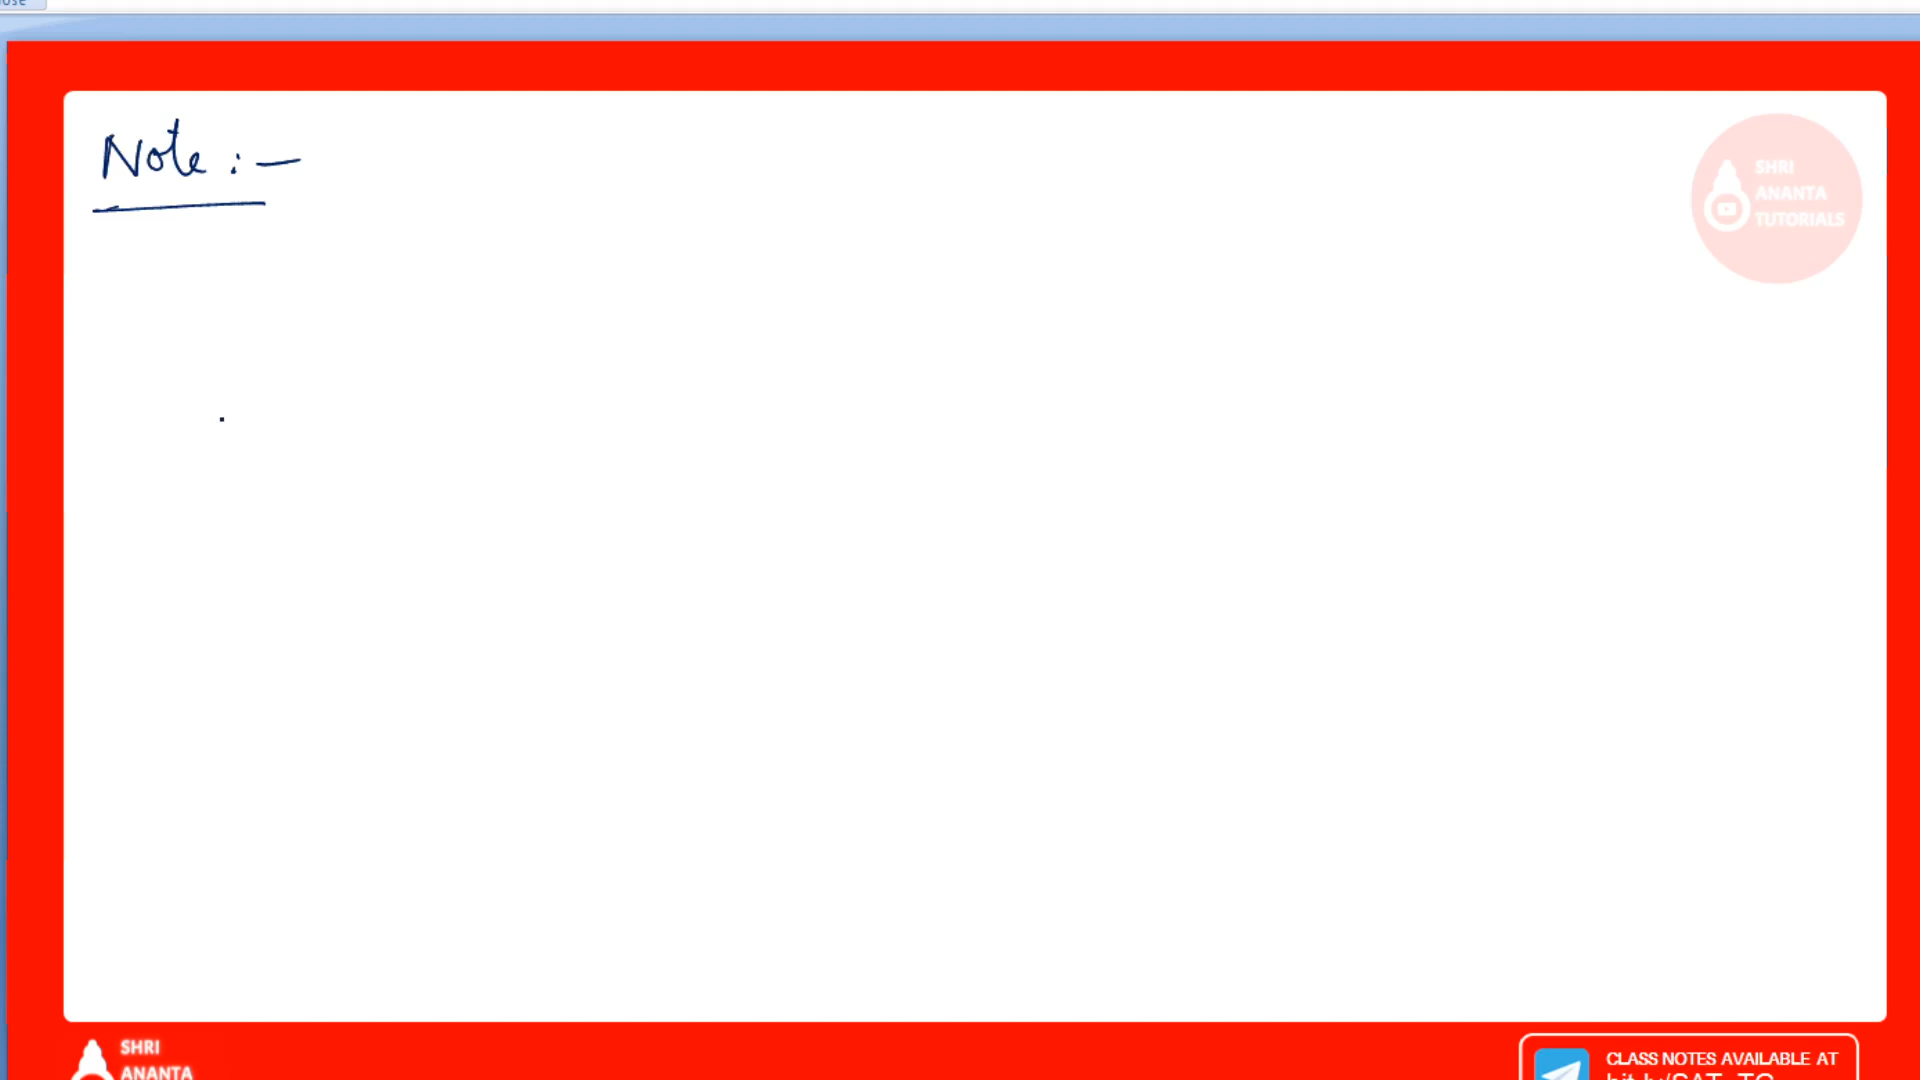 Note :-
SHRI
ANANTA
TUTORIALS
SHRI
ANANTA
CLASS NOTES AVAILABLE AT